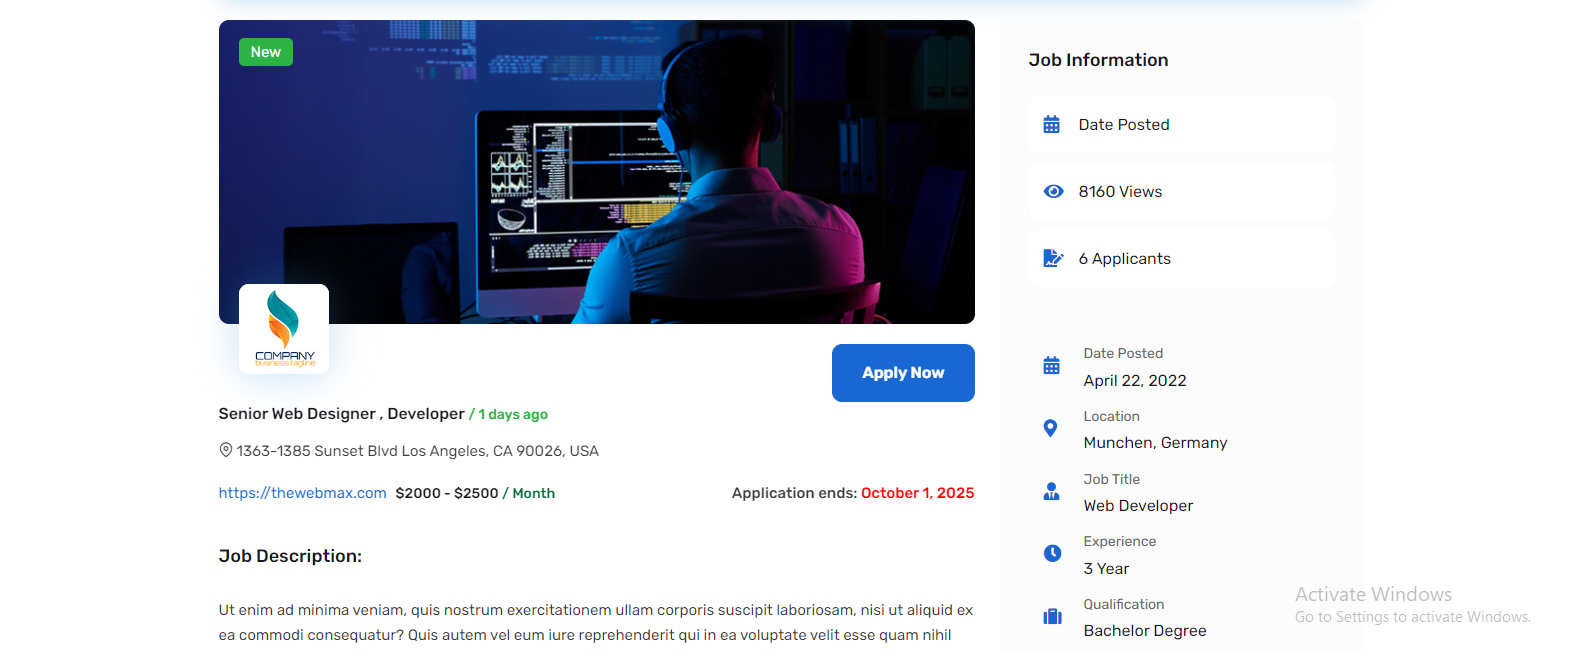 New
COMPANY
business tagline
Apply Now
Senior Web Designer , Developer / 1 days ago
1363-1385 Sunset Blvd Los Angeles, CA 90026, USA
https://thewebmax.com $2000 - $2500 / Month
Application ends: October 1, 2025
Job Description:
Ut enim ad minima veniam, quis nostrum exercitationem ullam corporis suscipit laboriosam, nisi ut aliquid ex
ea commodi consequatur? Quis autem vel eum iure reprehenderit qui in ea voluptate velit esse quam nihil
Job Information
Date Posted
8160 Views
6 Applicants
Date Posted
April 22, 2022
Location
Munchen, Germany
Job Title
Web Developer
Experience
3 Year
Qualification
Bachelor Degree
Activate Windows
Go to Settings to activate Windows.